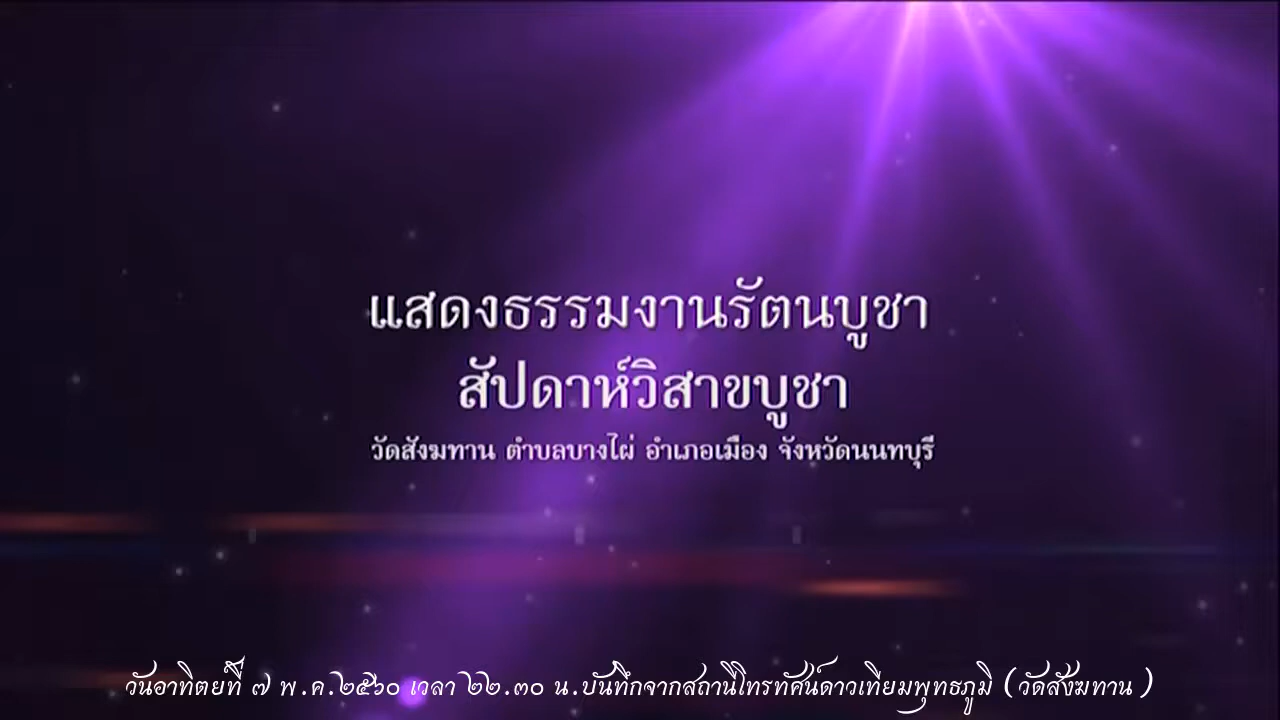 แสดงธรรมงานรัตนบูชา
สัปดาห์วิสาขบูชา
วัดสังฆทาน ตำบลบางไผ่ อำเภอเมือง จังหวัดนนทบุรี
วันอาทิตยที่ ๗ พ.ค.๒๕๖๐ เวลา ๒๒.๓๐ น.บันทึกจากสถานีโทรทัศน์ดาวเทียมพุทธภูมิ (วัดสังฆทาน )